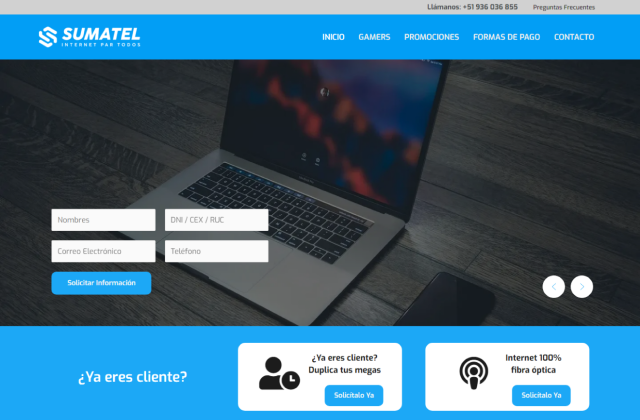 Llámanos: +51 936 036 855 Preguntas Frecuentes
SUMATEL
INTERNET PAR TODOS
INICIO GAMERS PROMOCIONES FORMAS DE PAGO CONTACTO
Nombres DNI / CEX / RUC
Correo Electrónico Teléfono
Solicitar Información
¿Ya eres cliente?
¿Ya eres cliente?
Duplica tus megas
Solicítalo Ya
Internet 100%
fibra óptica
Solicítalo Ya